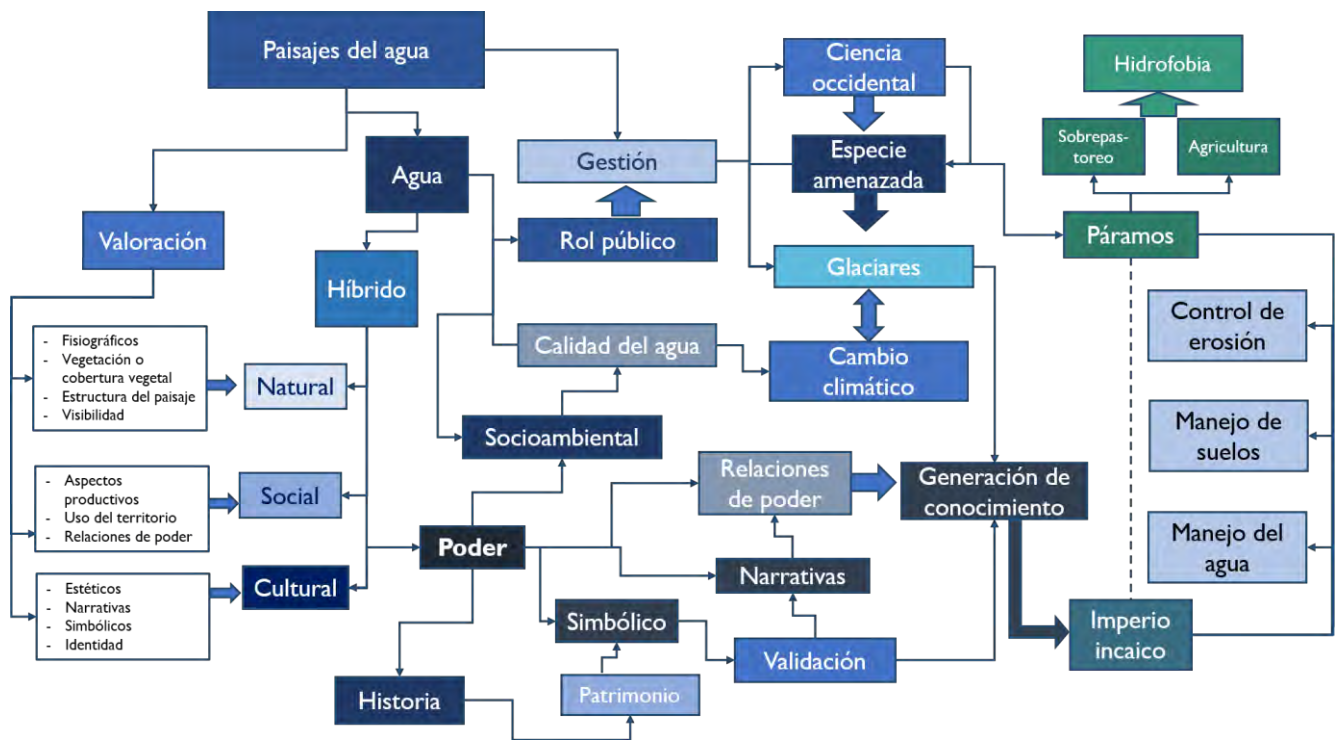 Paisajes del agua
Ciencia
occidental
Hidrofobia
Sobrepas-
toreo
Agricultura
Agua
Gestión
Especie
amenazada
Valoración
Rol público
Páramos
Híbrido
Glaciares
Control de
erosión
- Fisiográficos
- Vegetación o
cobertura vegetal
- Estructura del paisaje
- Visibilidad
Natural
Calidad del agua
Cambio
climático
Socioambiental
Manejo de
suelos
- Aspectos
productivos
- Uso del territorio
- Relaciones de poder
Social
Relaciones
de poder
Generación de
conocimiento
Poder
Manejo del
agua
- Estéticos
- Narrativas
- Simbólicos
- Identidad
Cultural
Narrativas
Simbólico
Imperio
incaico
Validación
Historia
Patrimonio